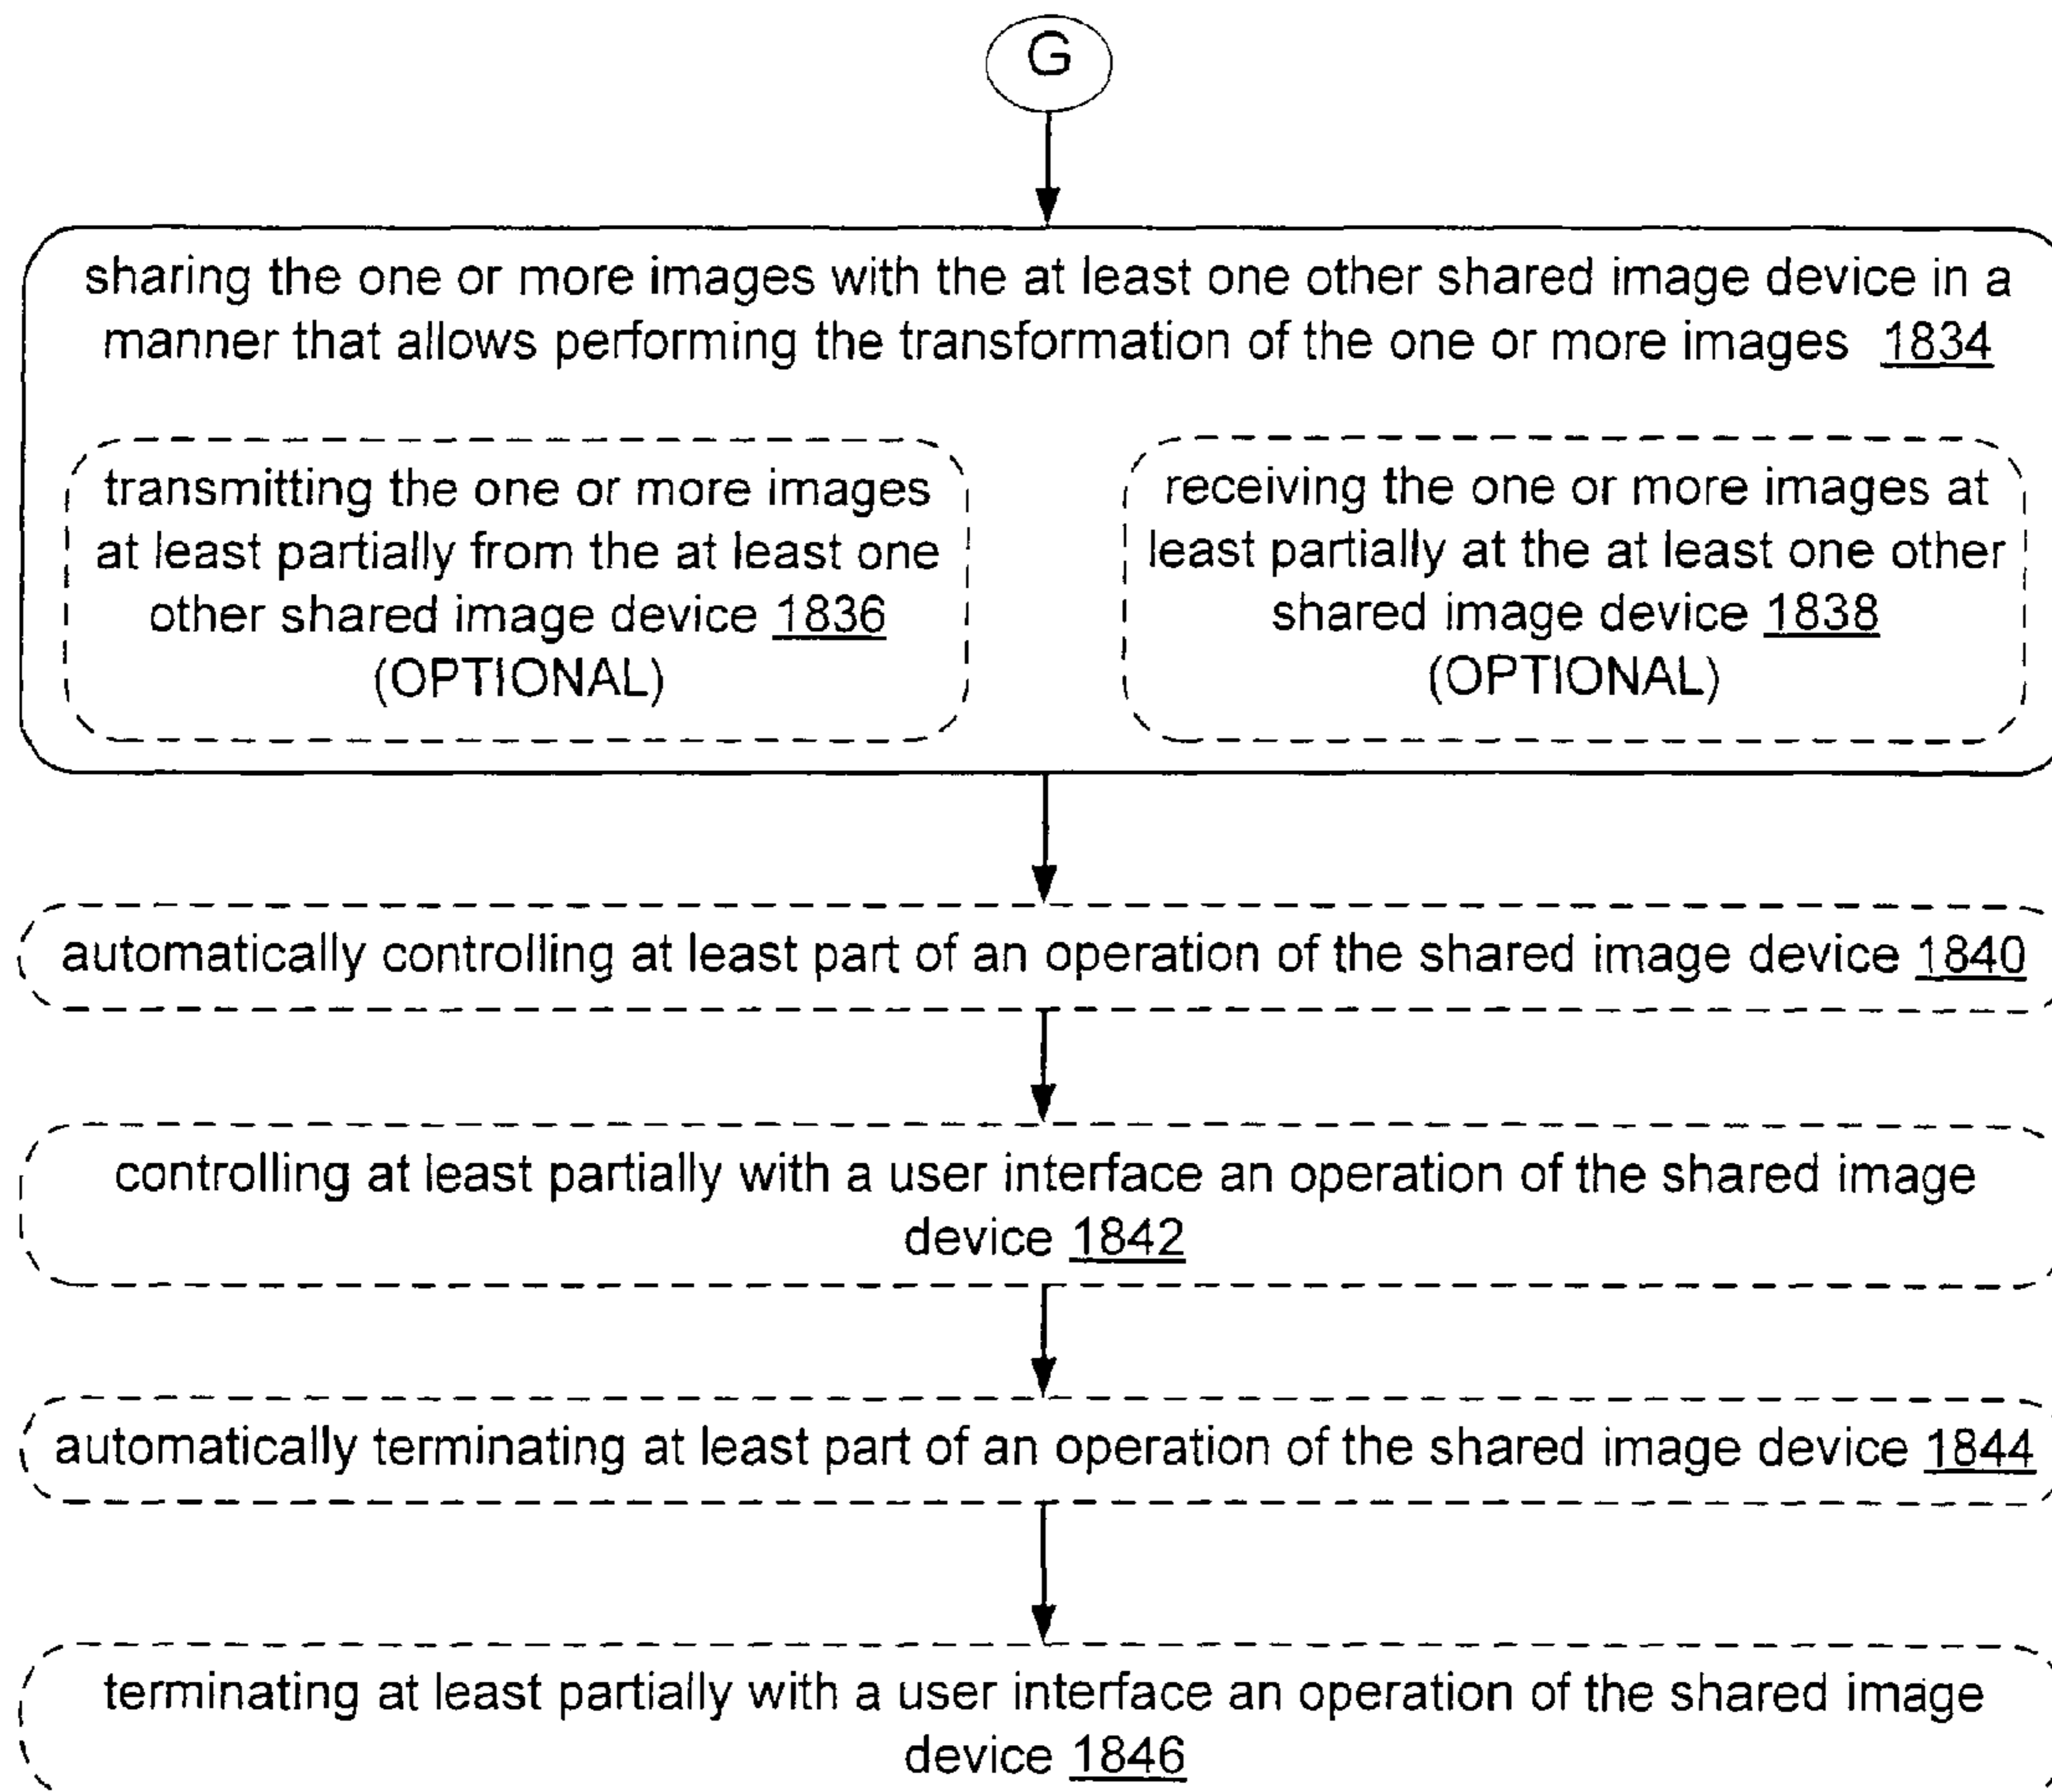 G
sharing the one or more images with the at least one other shared image device in a
manner that allows performing the transformation of the one or more images 1834
transmitting the one or more images
at least partially from the at least one
other shared image device 1836
(OPTIONAL)
receiving the one or more images at
least partially at the at least one other
shared image device 1838
(OPTIONAL)
automatically controlling at least part of an operation of the shared image device 1840
controlling at least partially with a user interface an operation of the shared image
device 1842
automatically terminating at least part of an operation of the shared image device 1844
terminating at least partially with a user interface an operation of the shared image
device 1846